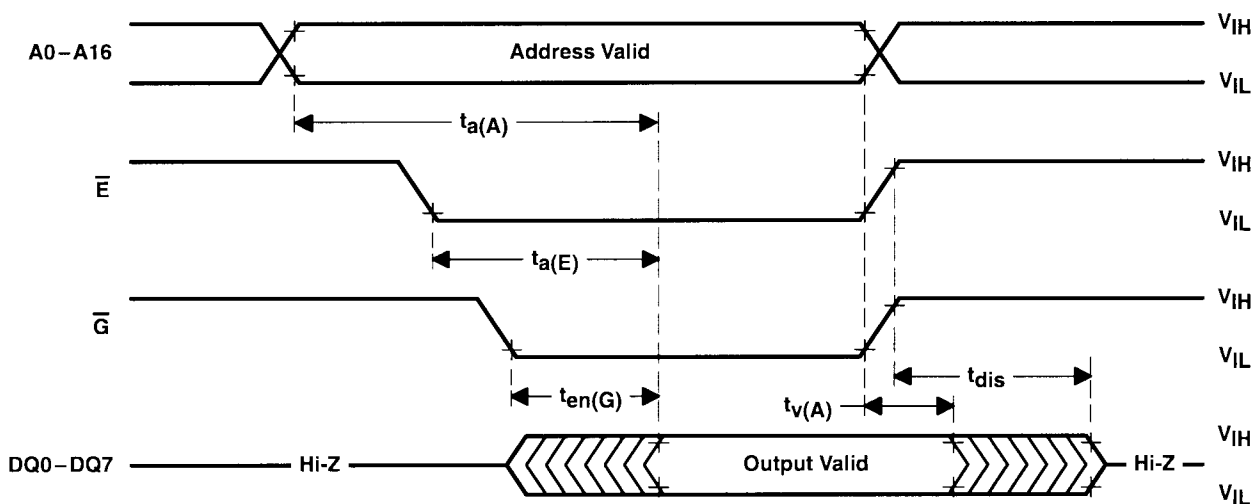 A0–A16
Address Valid
VIH
VIL
ta(A)
E
VIH
VIL
ta(E)
G
VIH
VIL
ten(G)
tdis
tv(A)
DQ0–DQ7
Hi-Z
Output Valid
Hi-Z
VIH
VIL